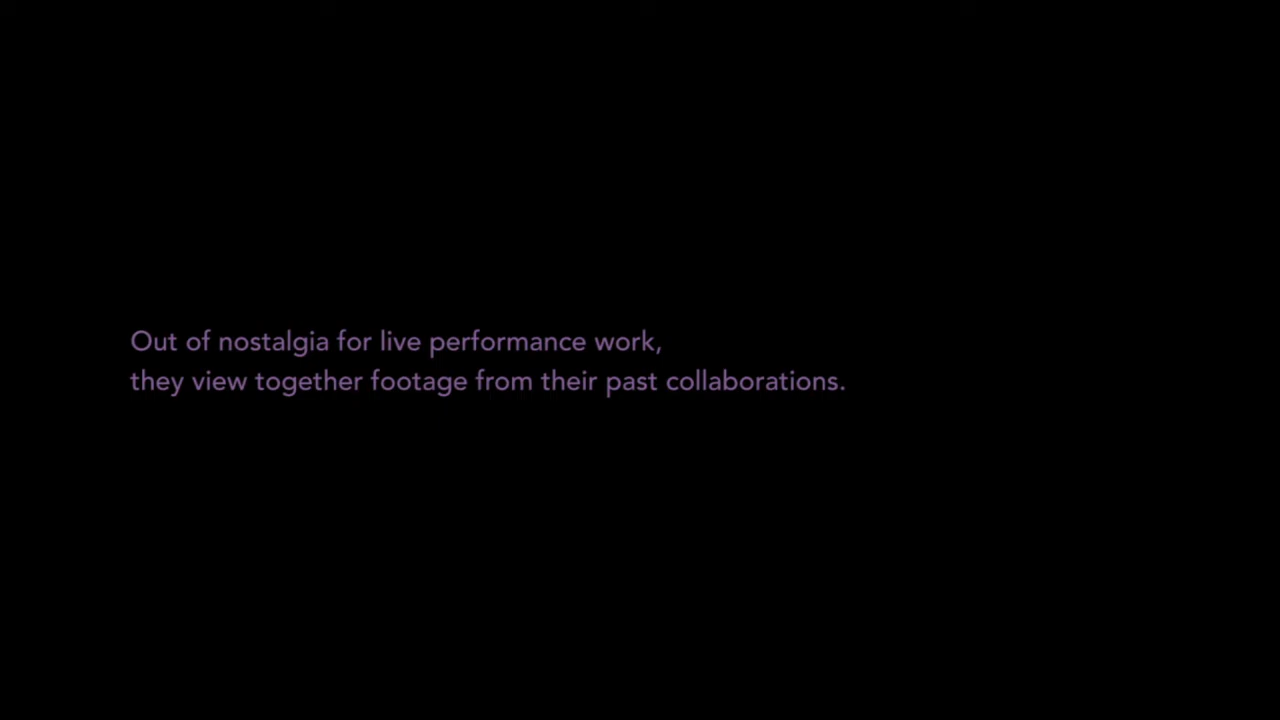 Out of nostalgia for live performance work,
they view together footage from their past collaborations.